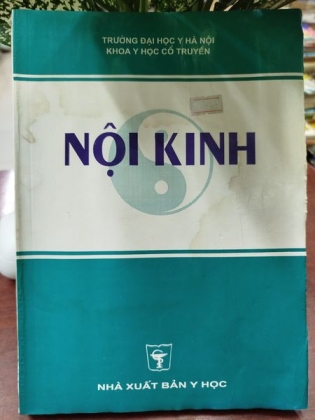 TRƯỜNG ĐẠI HỌC Y HÀ NỘI
KHOA Y HỌC CỔ TRUYỀN
NỘI KINH
NHÀ XUẤT BẢN Y HỌC